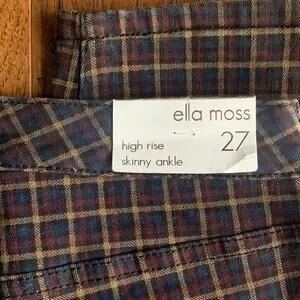 ella moss
high rise
27
skinny ankle